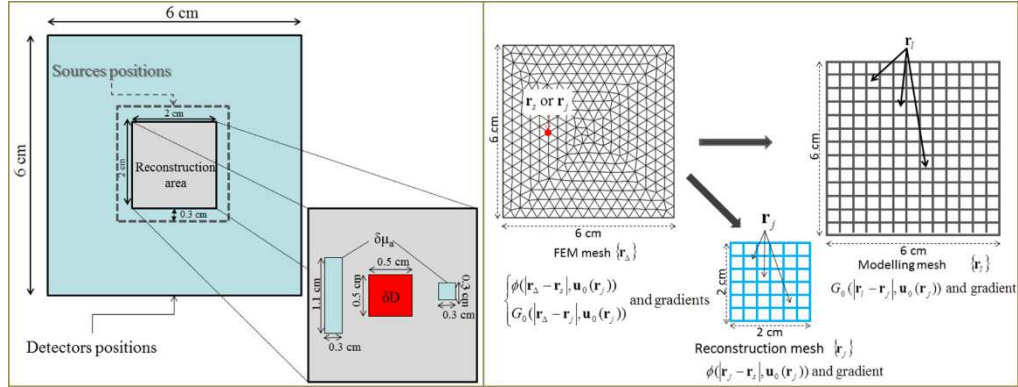 6 cm
6 cm
Sources positions
2 cm
2 cm
Reconstruction
area
0.3 cm
Detectors positions
δμₐ
0.5 cm
0.5 cm
δD
1.1 cm
0.3 cm
0.3 cm
0.3 cm
𝐫ₛ or 𝐫ⱼ
6 cm
6 cm
FEM mesh {𝐫_Δ}
ϕ(|𝐫_Δ − 𝐫ₛ|, 𝐮₀(𝐫ⱼ))
G₀(|𝐫_Δ − 𝐫ⱼ|, 𝐮₀(𝐫ⱼ))
and gradients
𝐫ₗ
6 cm
6 cm
Modelling mesh {𝐫ₗ}
G₀(|𝐫ₗ − 𝐫ⱼ|, 𝐮₀(𝐫ⱼ)) and gradient
𝐫ⱼ
2 cm
2 cm
Reconstruction mesh {𝐫ⱼ}
ϕ(|𝐫ⱼ − 𝐫ₛ|, 𝐮₀(𝐫ⱼ)) and gradient